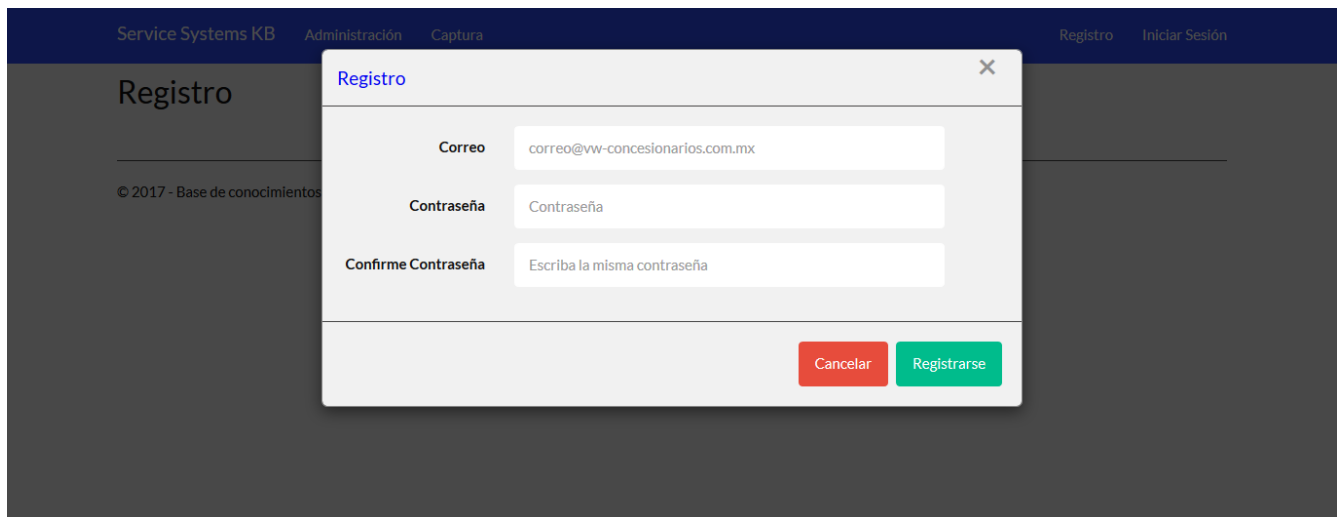 Service Systems KB Administración Captura Registro Iniciar Sesión
Registro
Registro ×
Correo correo@vw-concesionarios.com.mx
© 2017 - Base de conocimientos
Contraseña Contraseña
Confirme Contraseña Escriba la misma contraseña
Cancelar Registrarse